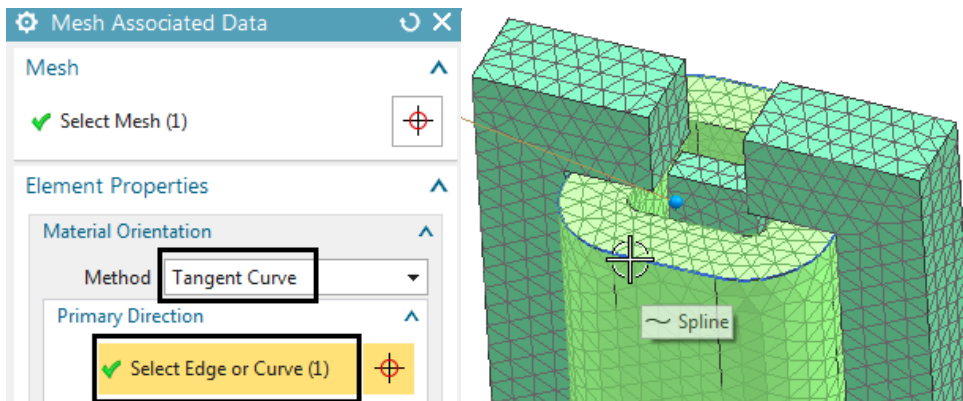 Mesh Associated Data
Mesh
Select Mesh (1)
Element Properties
Material Orientation
Method Tangent Curve
Primary Direction
Select Edge or Curve (1)
Spline